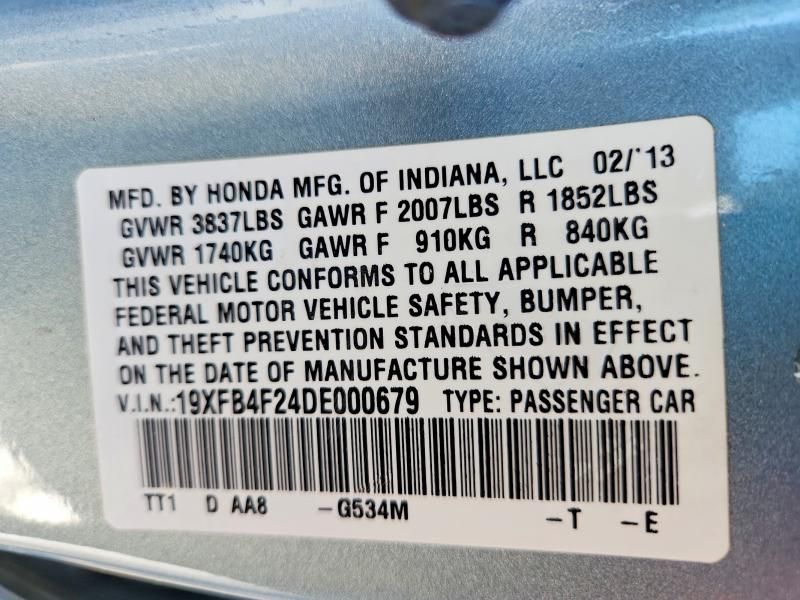 MFD. BY HONDA MFG. OF INDIANA, LLC 02/'13
GVWR 3837LBS GAWR F 2007LBS R 1852LBS
GVWR 1740KG GAWR F 910KG R 840KG
THIS VEHICLE CONFORMS TO ALL APPLICABLE
FEDERAL MOTOR VEHICLE SAFETY, BUMPER,
AND THEFT PREVENTION STANDARDS IN EFFECT
ON THE DATE OF MANUFACTURE SHOWN ABOVE.
V.I.N.:19XFB4F24DE000679 TYPE: PASSENGER CAR
TT1 D AA8 -G534M -T -E